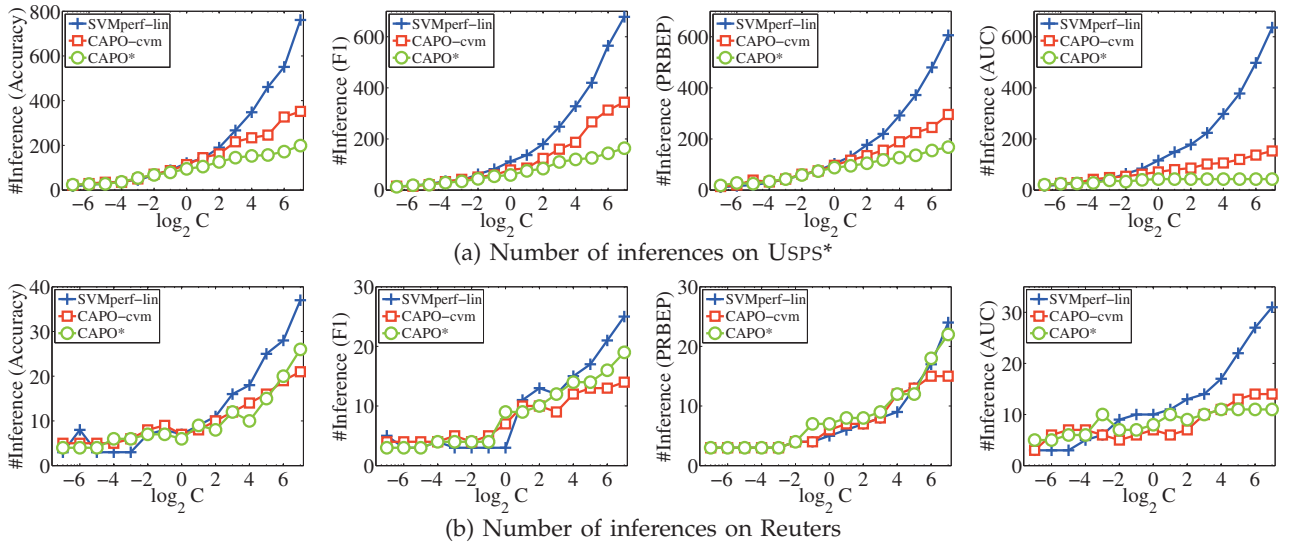 #Inference (Accuracy)
800
600
400
200
0
SVMperf−lin
CAPO−cvm
CAPO*
−6 −4 −2 0 2 4 6
log2 C
#Inference (F1)
600
400
200
0
SVMperf−lin
CAPO−cvm
CAPO*
−6 −4 −2 0 2 4 6
log2 C
#Inference (PRBEP)
600
400
200
0
SVMperf−lin
CAPO−cvm
CAPO*
−6 −4 −2 0 2 4 6
log2 C
#Inference (AUC)
600
400
200
0
SVMperf−lin
CAPO−cvm
CAPO*
−6 −4 −2 0 2 4 6
log2 C
(a) Number of inferences on USPS*
#Inference (Accuracy)
40
30
20
10
0
SVMperf−lin
CAPO−cvm
CAPO*
−6 −4 −2 0 2 4 6
log2 C
#Inference (F1)
30
20
10
0
SVMperf−lin
CAPO−cvm
CAPO*
−6 −4 −2 0 2 4 6
log2 C
#Inference (PRBEP)
30
20
10
0
SVMperf−lin
CAPO−cvm
CAPO*
−6 −4 −2 0 2 4 6
log2 C
#Inference (AUC)
30
20
10
0
SVMperf−lin
CAPO−cvm
CAPO*
−6 −4 −2 0 2 4 6
log2 C
(b) Number of inferences on Reuters